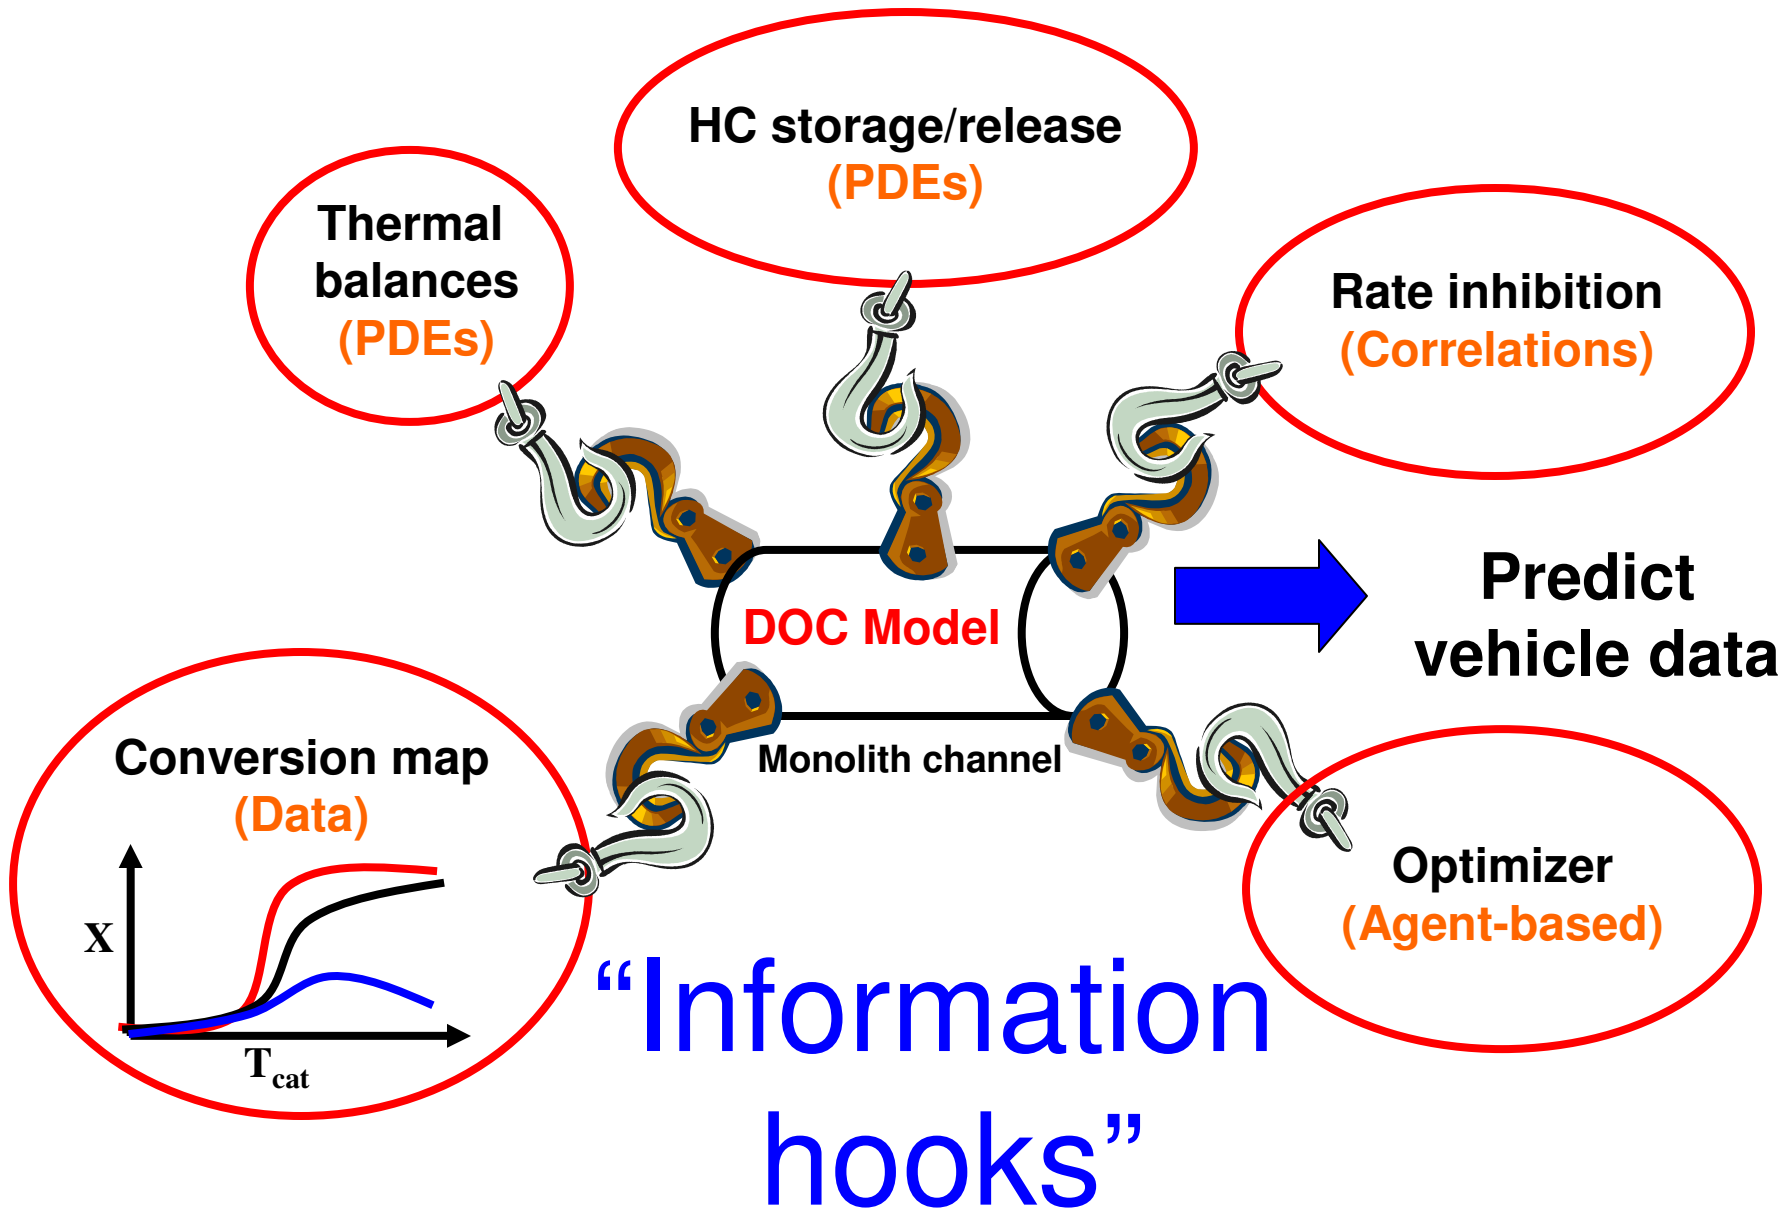 HC storage/release
(PDEs)
Thermal
balances
(PDEs)
Rate inhibition
(Correlations)
DOC Model
Predict
vehicle data
Monolith channel
Conversion map
(Data)
X
T_cat
Optimizer
(Agent-based)
“Information
hooks”